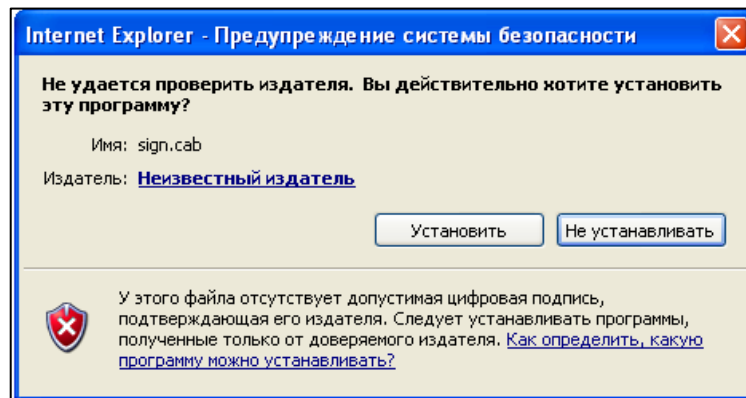 Internet Explorer - Предупреждение системы безопасности
Не удается проверить издателя. Вы действительно хотите установить
эту программу?
Имя: sign.cab
Издатель: Неизвестный издатель
Установить
Не устанавливать
У этого файла отсутствует допустимая цифровая подпись,
подтверждающая его издателя. Следует устанавливать программы,
полученные только от доверяемого издателя. Как определить, какую
программу можно устанавливать?